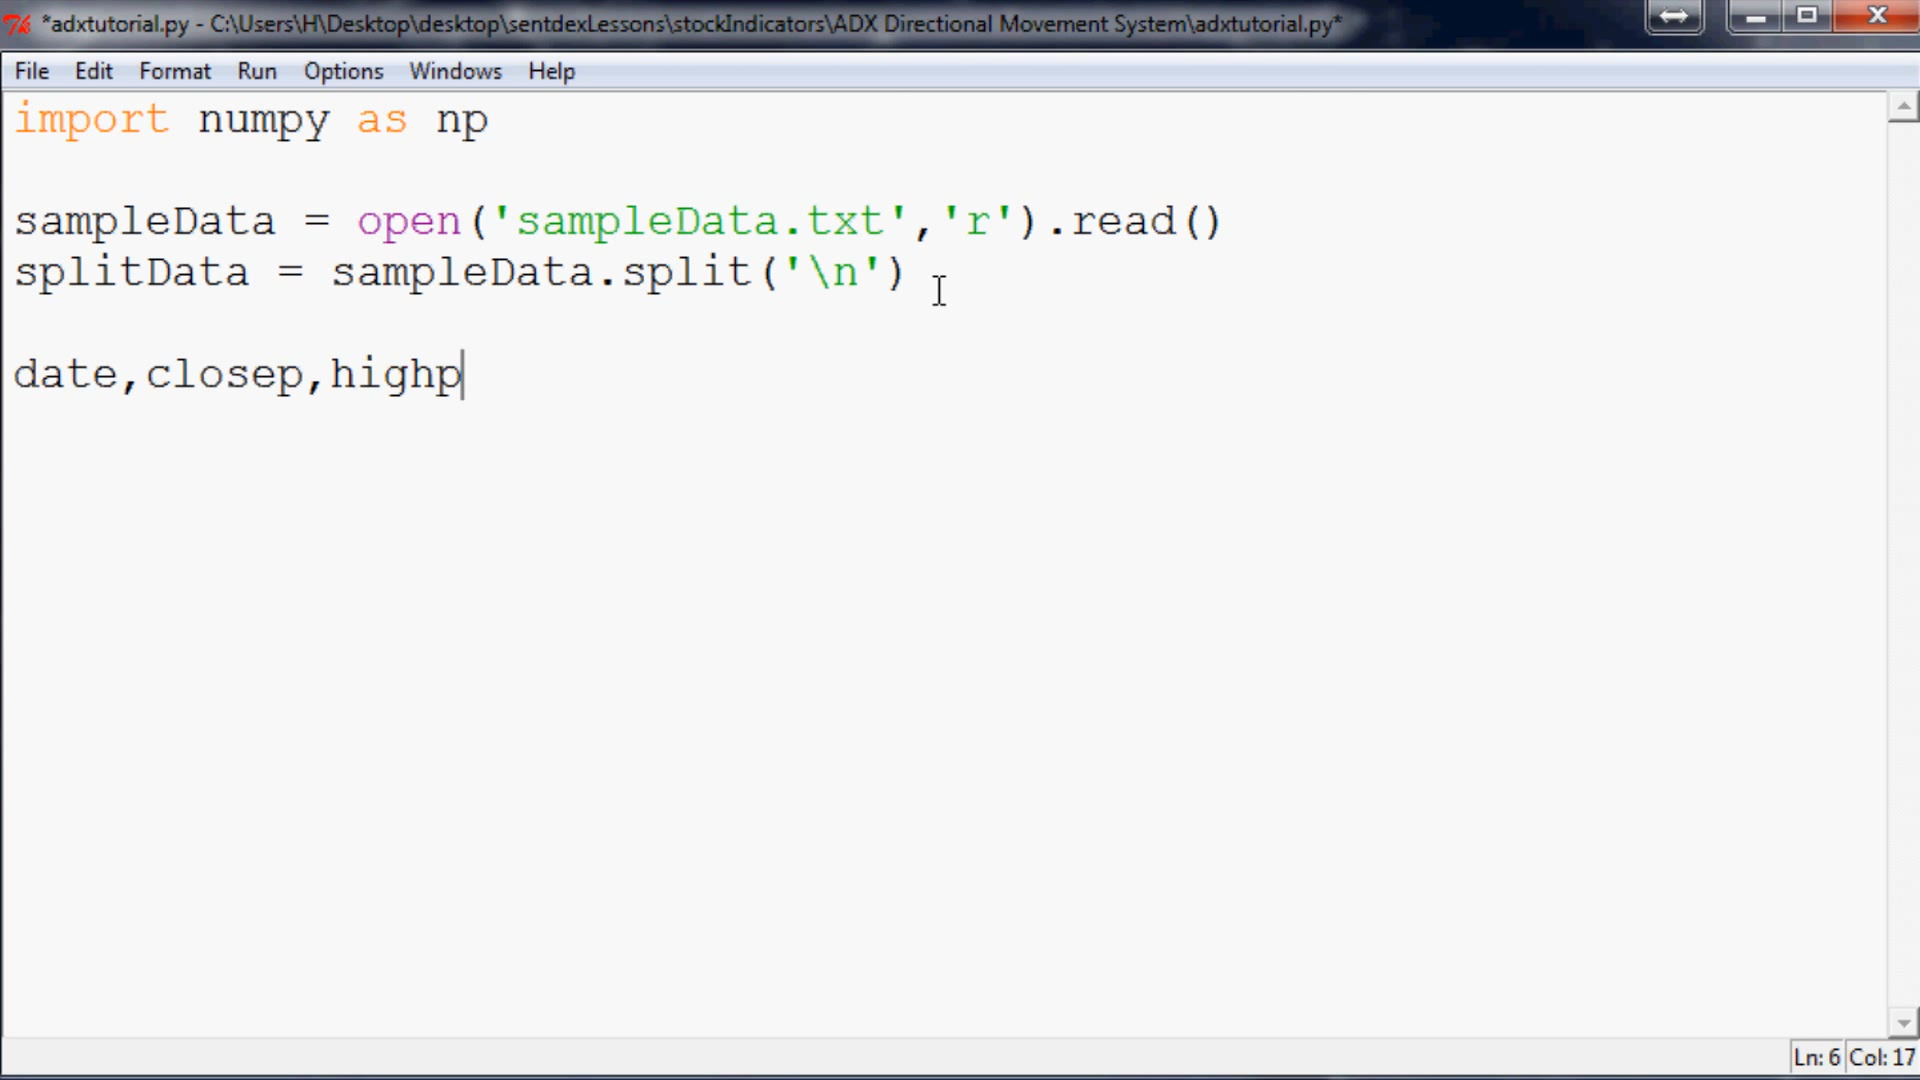 *adxtutorial.py - C:\Users\H\Desktop\desktop\sentdexLessons\stockIndicators\ADX Directional Movement System\adxtutorial.py*
File Edit Format Run Options Windows Help
import numpy as np
sampleData = open('sampleData.txt','r').read()
splitData = sampleData.split('\n')
date,closep,highp
Ln: 6 Col: 17